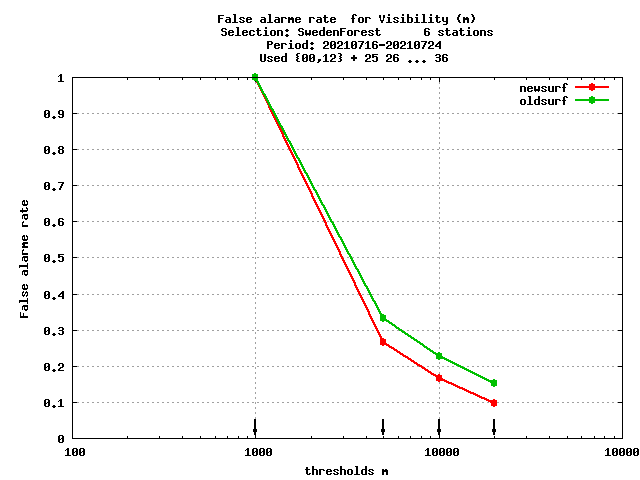 False alarme rate  for Visibility (m)
Selection: SwedenForest      6 stations
Period: 20210716-20210724
Used {00,12} + 25 26 ... 36
newsurf
oldsurf
1
0.9
0.8
0.7
0.6
0.5
0.4
0.3
0.2
0.1
0
False alarme rate
100
1000
10000
10000
thresholds m